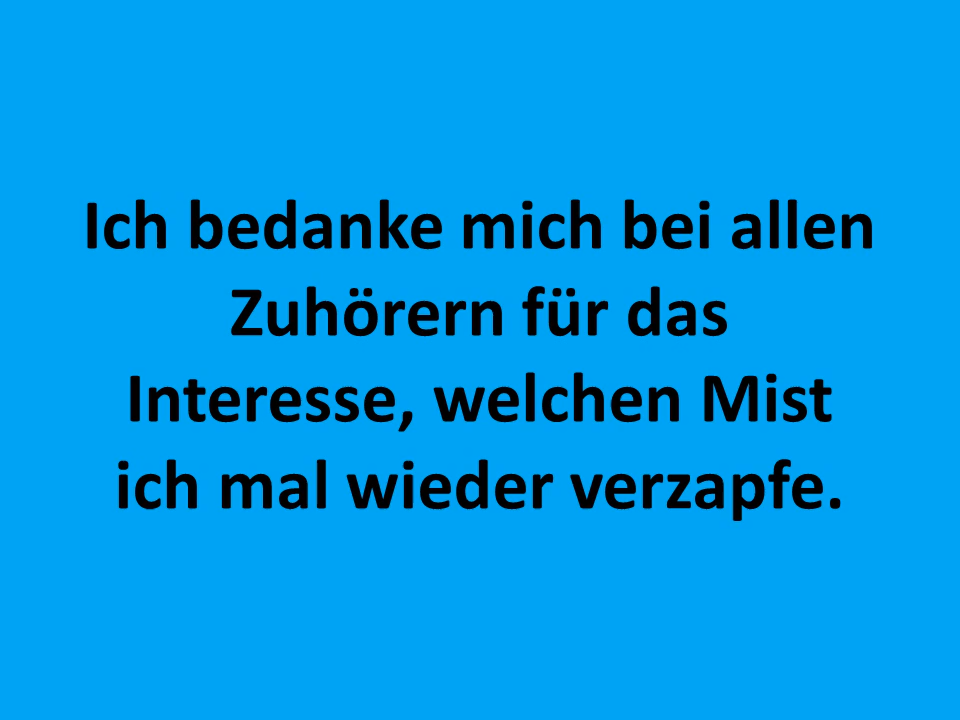 Ich bedanke mich bei allen
Zuhörern für das
Interesse, welchen Mist
ich mal wieder verzapfe.